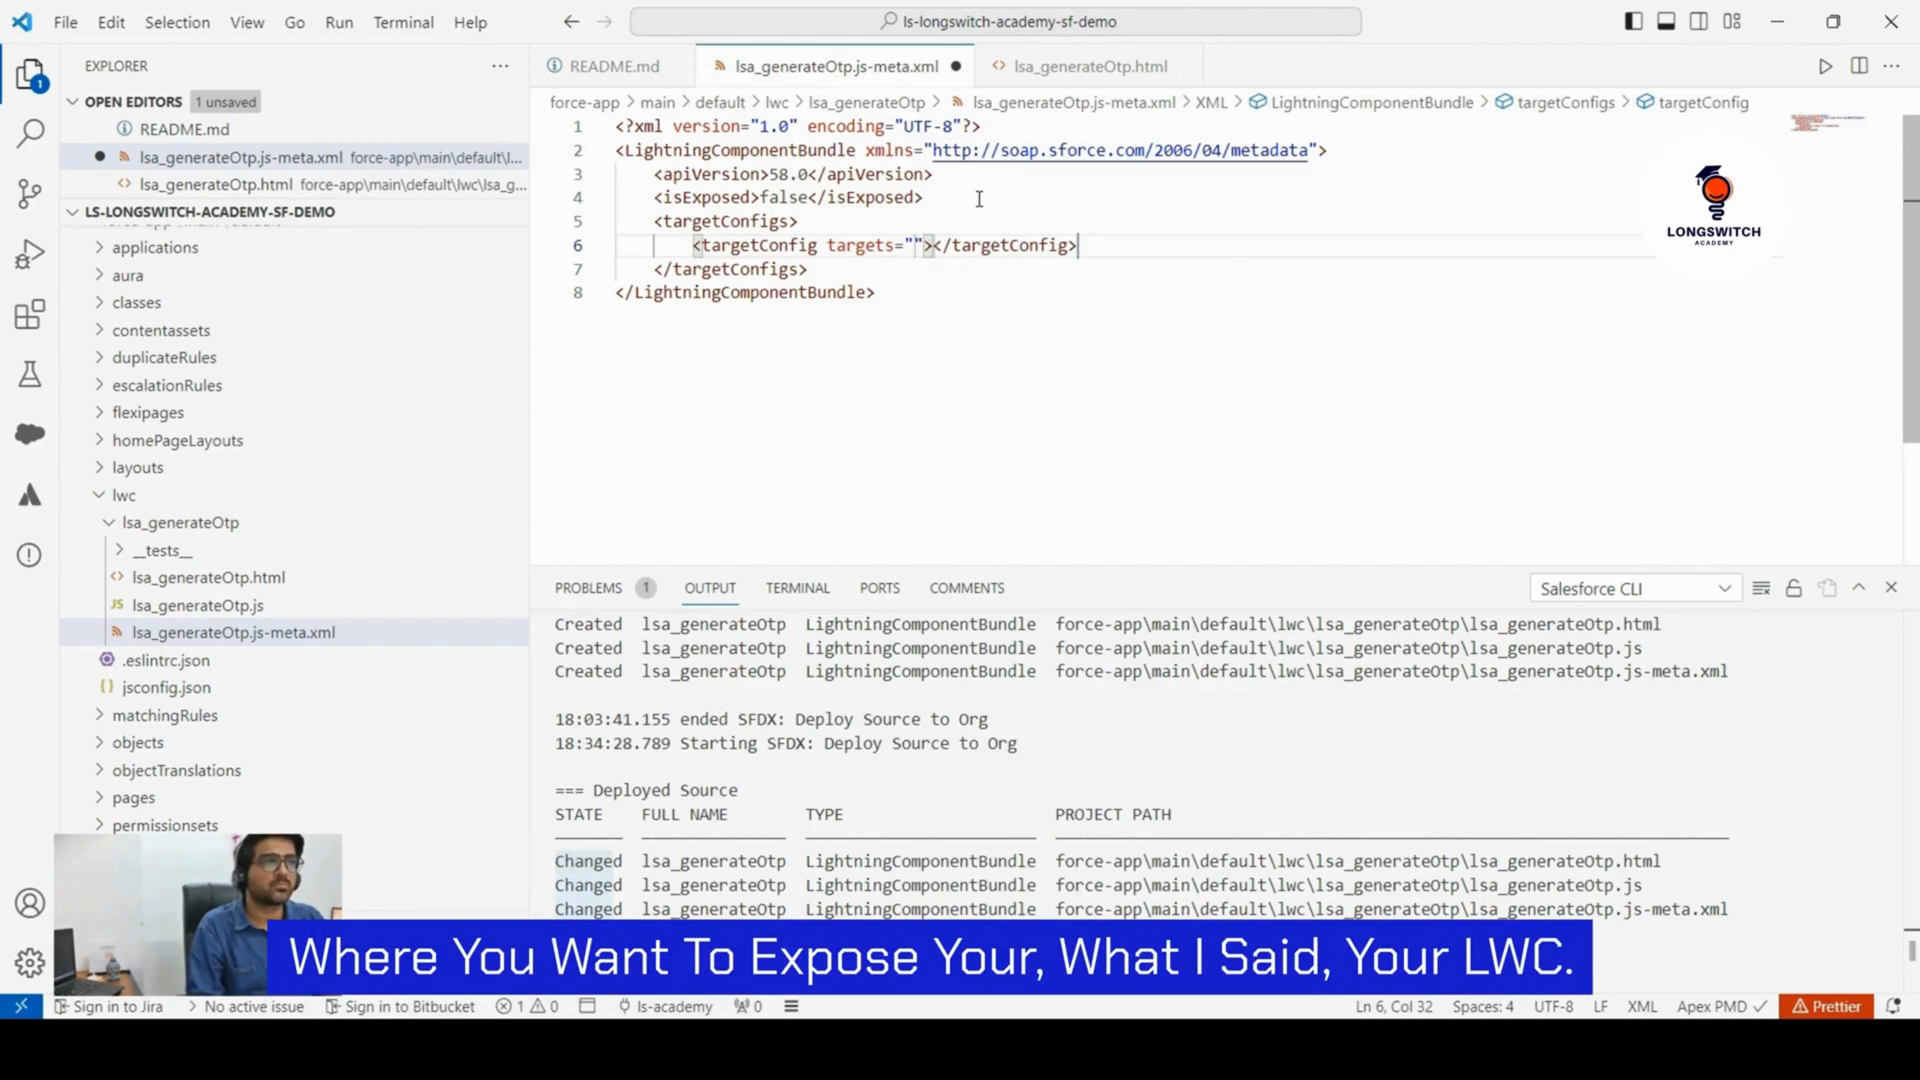 File Edit Selection View Go Run Terminal Help
ls-longswitch-academy-sf-demo
EXPLORER
OPEN EDITORS 1 unsaved
README.md
lsa_generateOtp.js-meta.xml force-app\main\default\l...
lsa_generateOtp.html force-app\main\default\lwc\lsa_g...
LS-LONGSWITCH-ACADEMY-SF-DEMO
applications
aura
classes
contentassets
duplicateRules
escalationRules
flexipages
homePageLayouts
layouts
lwc
lsa_generateOtp
__tests__
lsa_generateOtp.html
JS lsa_generateOtp.js
lsa_generateOtp.js-meta.xml
.eslintrc.json
{} jsconfig.json
matchingRules
objects
objectTranslations
pages
permissionsets
README.md lsa_generateOtp.js-meta.xml lsa_generateOtp.html
force-app > main > default > lwc > lsa_generateOtp > lsa_generateOtp.js-meta.xml > XML > LightningComponentBundle > targetConfigs > targetConfig
1 <?xml version="1.0" encoding="UTF-8"?>
2 <LightningComponentBundle xmlns="http://soap.sforce.com/2006/04/metadata">
3 <apiVersion>58.0</apiVersion>
4 <isExposed>false</isExposed>
5 <targetConfigs>
6 <targetConfig targets=""></targetConfig>
7 </targetConfigs>
8 </LightningComponentBundle>
LONGSWITCH
ACADEMY
PROBLEMS 1 OUTPUT TERMINAL PORTS COMMENTS Salesforce CLI
Created lsa_generateOtp LightningComponentBundle force-app\main\default\lwc\lsa_generateOtp\lsa_generateOtp.html
Created lsa_generateOtp LightningComponentBundle force-app\main\default\lwc\lsa_generateOtp\lsa_generateOtp.js
Created lsa_generateOtp LightningComponentBundle force-app\main\default\lwc\lsa_generateOtp\lsa_generateOtp.js-meta.xml
18:03:41.155 ended SFDX: Deploy Source to Org
18:34:28.789 Starting SFDX: Deploy Source to Org
=== Deployed Source
STATE FULL NAME TYPE PROJECT PATH
Changed lsa_generateOtp LightningComponentBundle force-app\main\default\lwc\lsa_generateOtp\lsa_generateOtp.html
Changed lsa_generateOtp LightningComponentBundle force-app\main\default\lwc\lsa_generateOtp\lsa_generateOtp.js
Changed lsa_generateOtp LightningComponentBundle force-app\main\default\lwc\lsa_generateOtp\lsa_generateOtp.js-meta.xml
Where You Want To Expose Your, What I Said, Your LWC.
Sign in to Jira > No active issue Sign in to Bitbucket 1 0 ls-academy 0 Ln 6, Col 32 Spaces: 4 UTF-8 LF XML Apex PMD Prettier